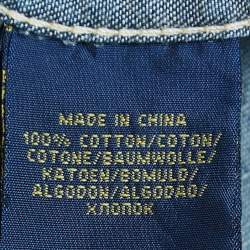 MADE IN CHINA
100% COTTON/COTON/
COTONE/BAUMWOLLE/
KATOEN/BOMULD/
ALGODON/ALGODAO/
ХЛОПОК